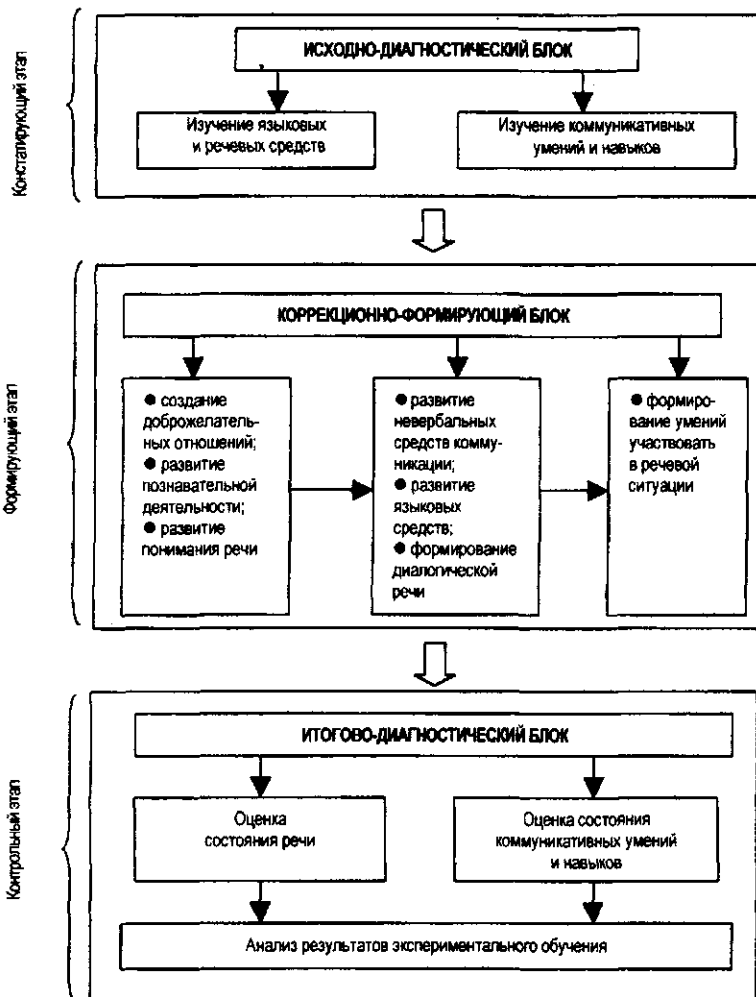 Констатирующий этап
ИСХОДНО-ДИАГНОСТИЧЕСКИЙ БЛОК
Изучение языковых
и речевых средств
Изучение коммуникативных
умений и навыков
Формирующий этап
КОРРЕКЦИОННО-ФОРМИРУЮЩИЙ БЛОК
● создание
доброжелатель-
ных отношений;
● развитие
познавательной
деятельности;
● развитие
понимания речи
● развитие
невербальных
средств комму-
никации;
● развитие
языковых
средств;
● формирование
диалогической
речи
● формиро-
вание умений
участвовать
в речевой
ситуации
Контрольный этап
ИТОГОВО-ДИАГНОСТИЧЕСКИЙ БЛОК
Оценка
состояния речи
Оценка состояния
коммуникативных умений
и навыков
Анализ результатов экспериментального обучения